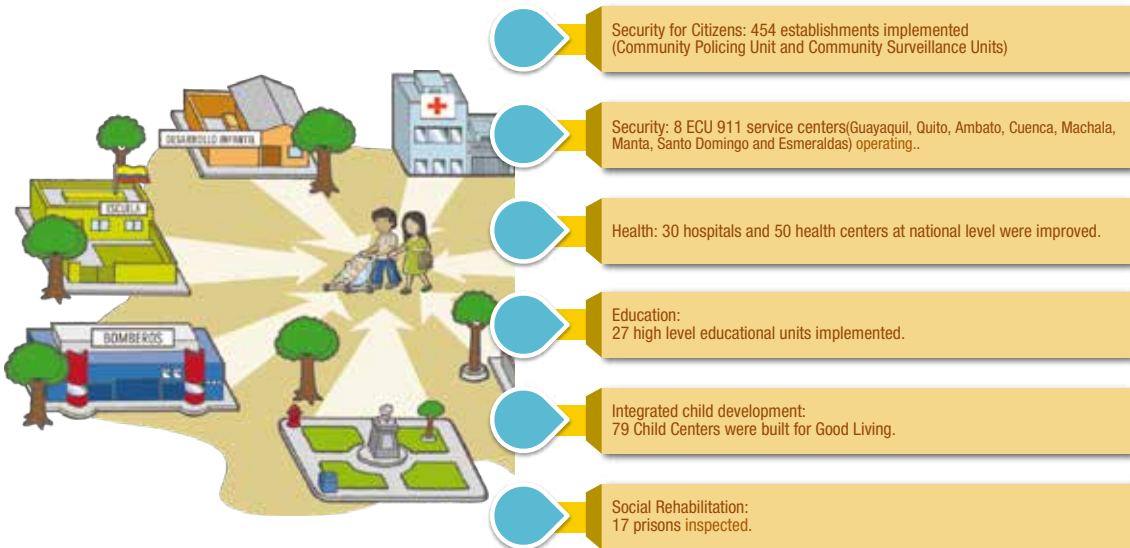 Security for Citizens: 454 establishments implemented
(Community Policing Unit and Community Surveillance Units)
DESARROLLO INFANTIL
Security: 8 ECU 911 service centers(Guayaquil, Quito, Ambato, Cuenca, Machala,
Manta, Santo Domingo and Esmeraldas) operating..
ESCUELA
Health: 30 hospitals and 50 health centers at national level were improved.
Education:
27 high level educational units implemented.
BOMBEROS
Integrated child development:
79 Child Centers were built for Good Living.
Social Rehabilitation:
17 prisons inspected.